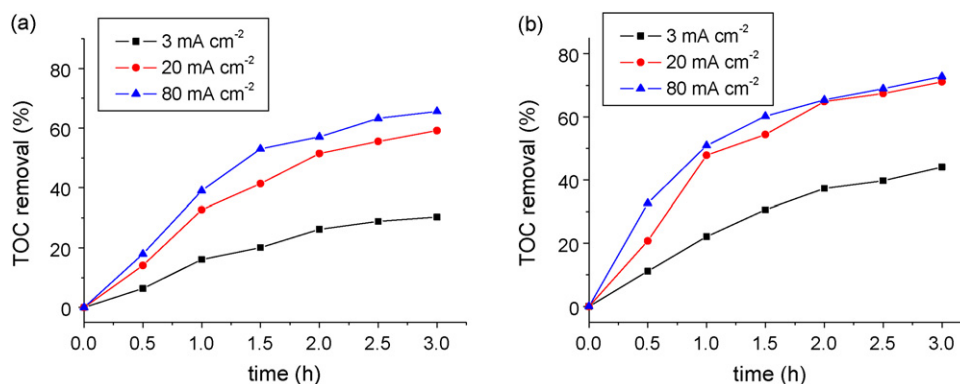 (a)
3 mA cm⁻²
20 mA cm⁻²
80 mA cm⁻²
TOC removal (%)
80
60
40
20
0
0.0 0.5 1.0 1.5 2.0 2.5 3.0
time (h)
(b)
3 mA cm⁻²
20 mA cm⁻²
80 mA cm⁻²
TOC removal (%)
80
60
40
20
0
0.0 0.5 1.0 1.5 2.0 2.5 3.0
time (h)